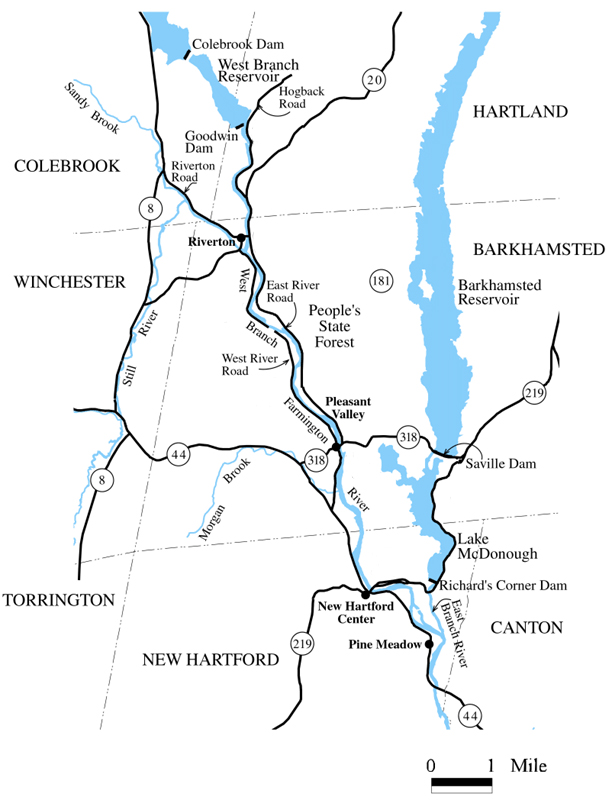 Colebrook Dam
West Branch
Reservoir
20
Hogback
Road
Sandy Brook
HARTLAND
Goodwin
Dam
COLEBROOK
Riverton
Road
8
Riverton
BARKHAMSTED
WINCHESTER
181
West
East River
Road
Barkhamsted
Reservoir
People's
State
Forest
River
Branch
West River
Road
Still
219
Pleasant
Valley
Farmington
318
44
318
Saville Dam
Brook
8
River
Morgan
Lake
McDonough
Richard's Corner Dam
TORRINGTON
New Hartford
Center
East
Branch River
CANTON
219
Pine Meadow
NEW HARTFORD
44
0 1 Mile